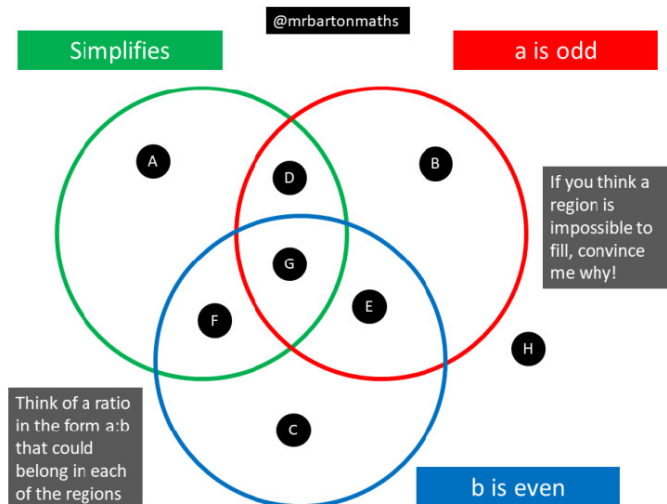 @mrbartonmaths
Simplifies
a is odd
A
D
B
If you think a
region is
impossible to
fill, convince
me why!
G
F
E
H
Think of a ratio
in the form a:b
that could
belong in each
of the regions
C
b is even